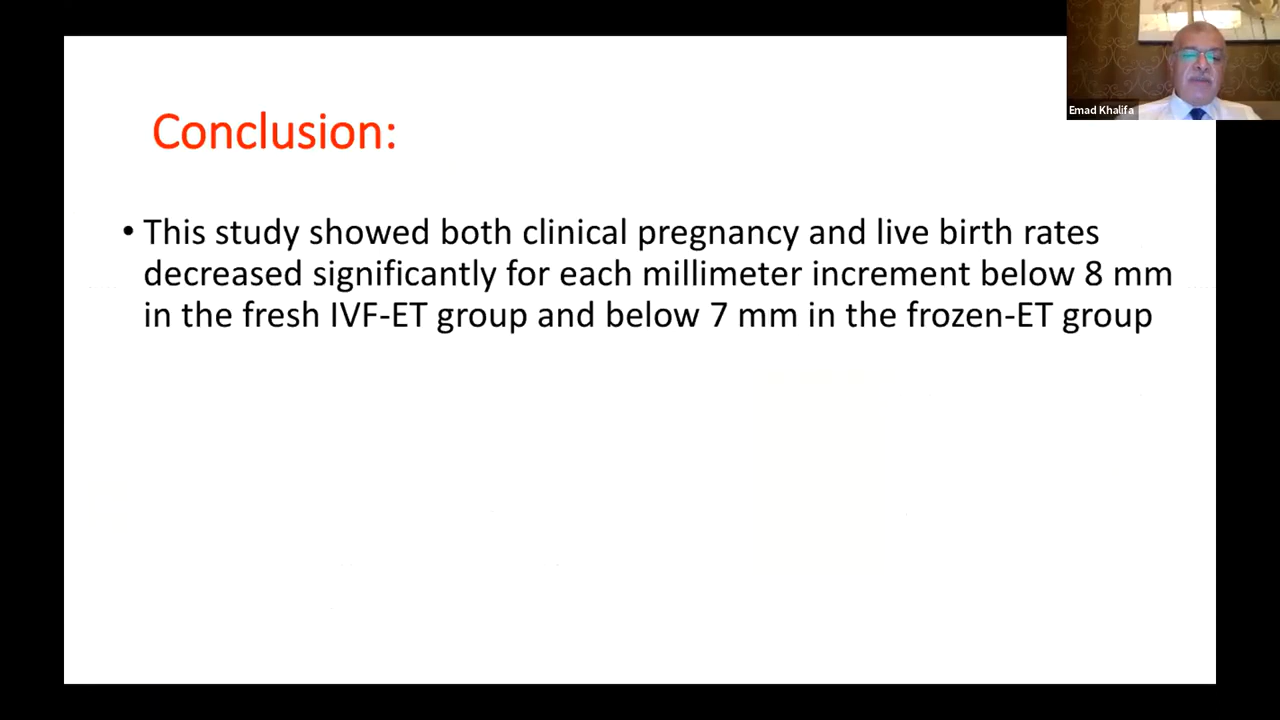 Emad Khalifa
Conclusion:
• This study showed both clinical pregnancy and live birth rates
decreased significantly for each millimeter increment below 8 mm
in the fresh IVF-ET group and below 7 mm in the frozen-ET group